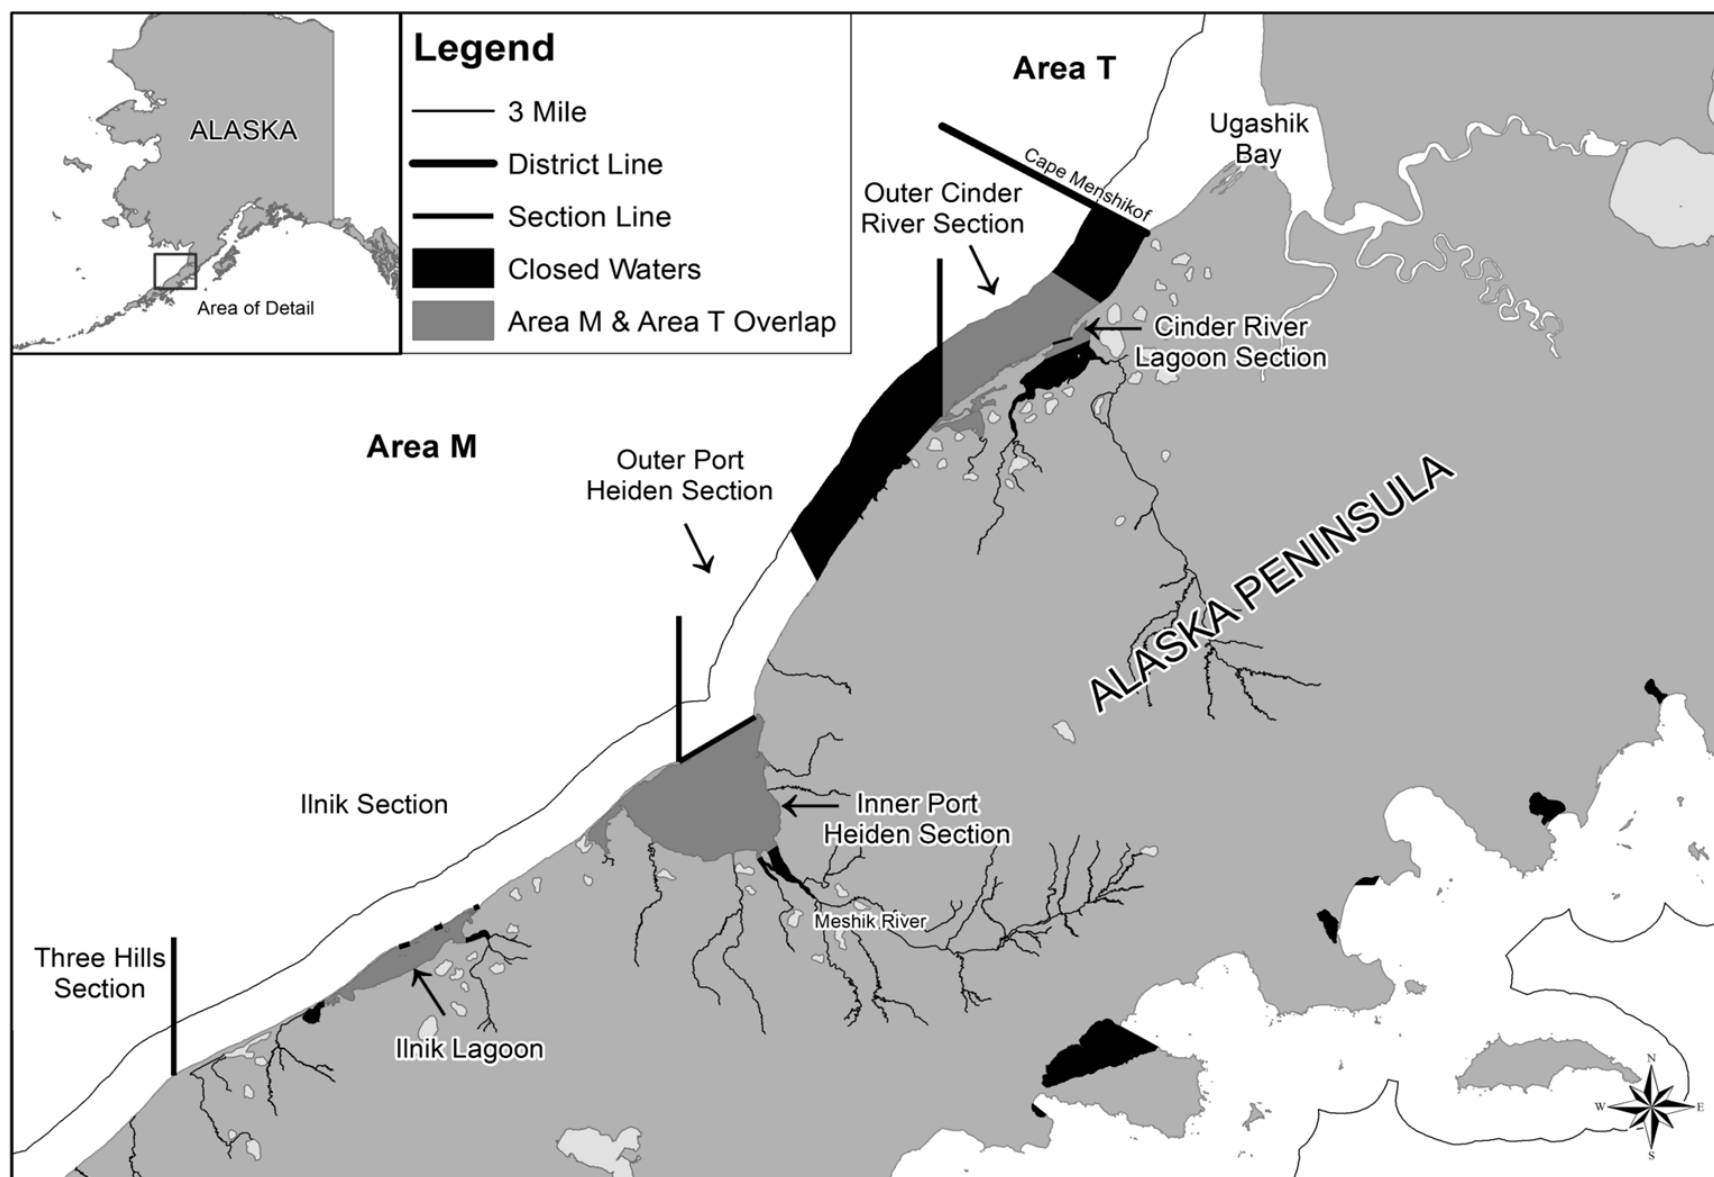 ALASKA
Area of Detail
Legend
3 Mile
District Line
Section Line
Closed Waters
Area M & Area T Overlap
Area T
Cape Menshikof
Ugashik
Bay
Outer Cinder
River Section
Cinder River
Lagoon Section
Area M
Outer Port
Heiden Section
ALASKA PENINSULA
Ilnik Section
Inner Port
Heiden Section
Meshik River
Three Hills
Section
Ilnik Lagoon
N
W
E
S